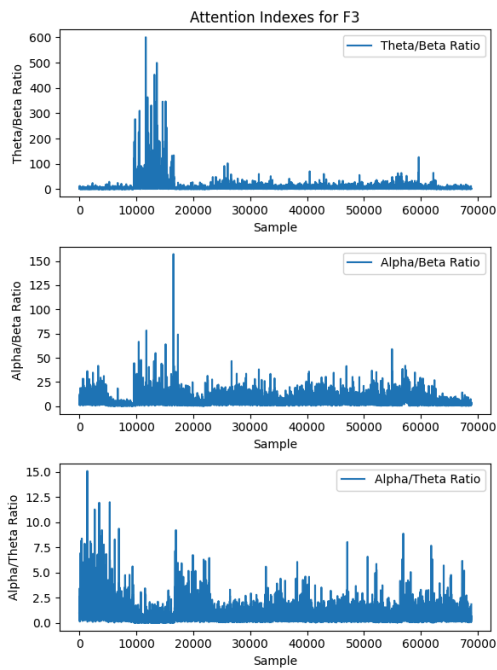 Attention Indexes for F3
Theta/Beta Ratio
600
500
400
300
200
100
0
Theta/Beta Ratio
0 10000 20000 30000 40000 50000 60000 70000
Sample
Alpha/Beta Ratio
150
125
100
75
50
25
0
Alpha/Beta Ratio
0 10000 20000 30000 40000 50000 60000 70000
Sample
Alpha/Theta Ratio
15.0
12.5
10.0
7.5
5.0
2.5
0.0
Alpha/Theta Ratio
0 10000 20000 30000 40000 50000 60000 70000
Sample